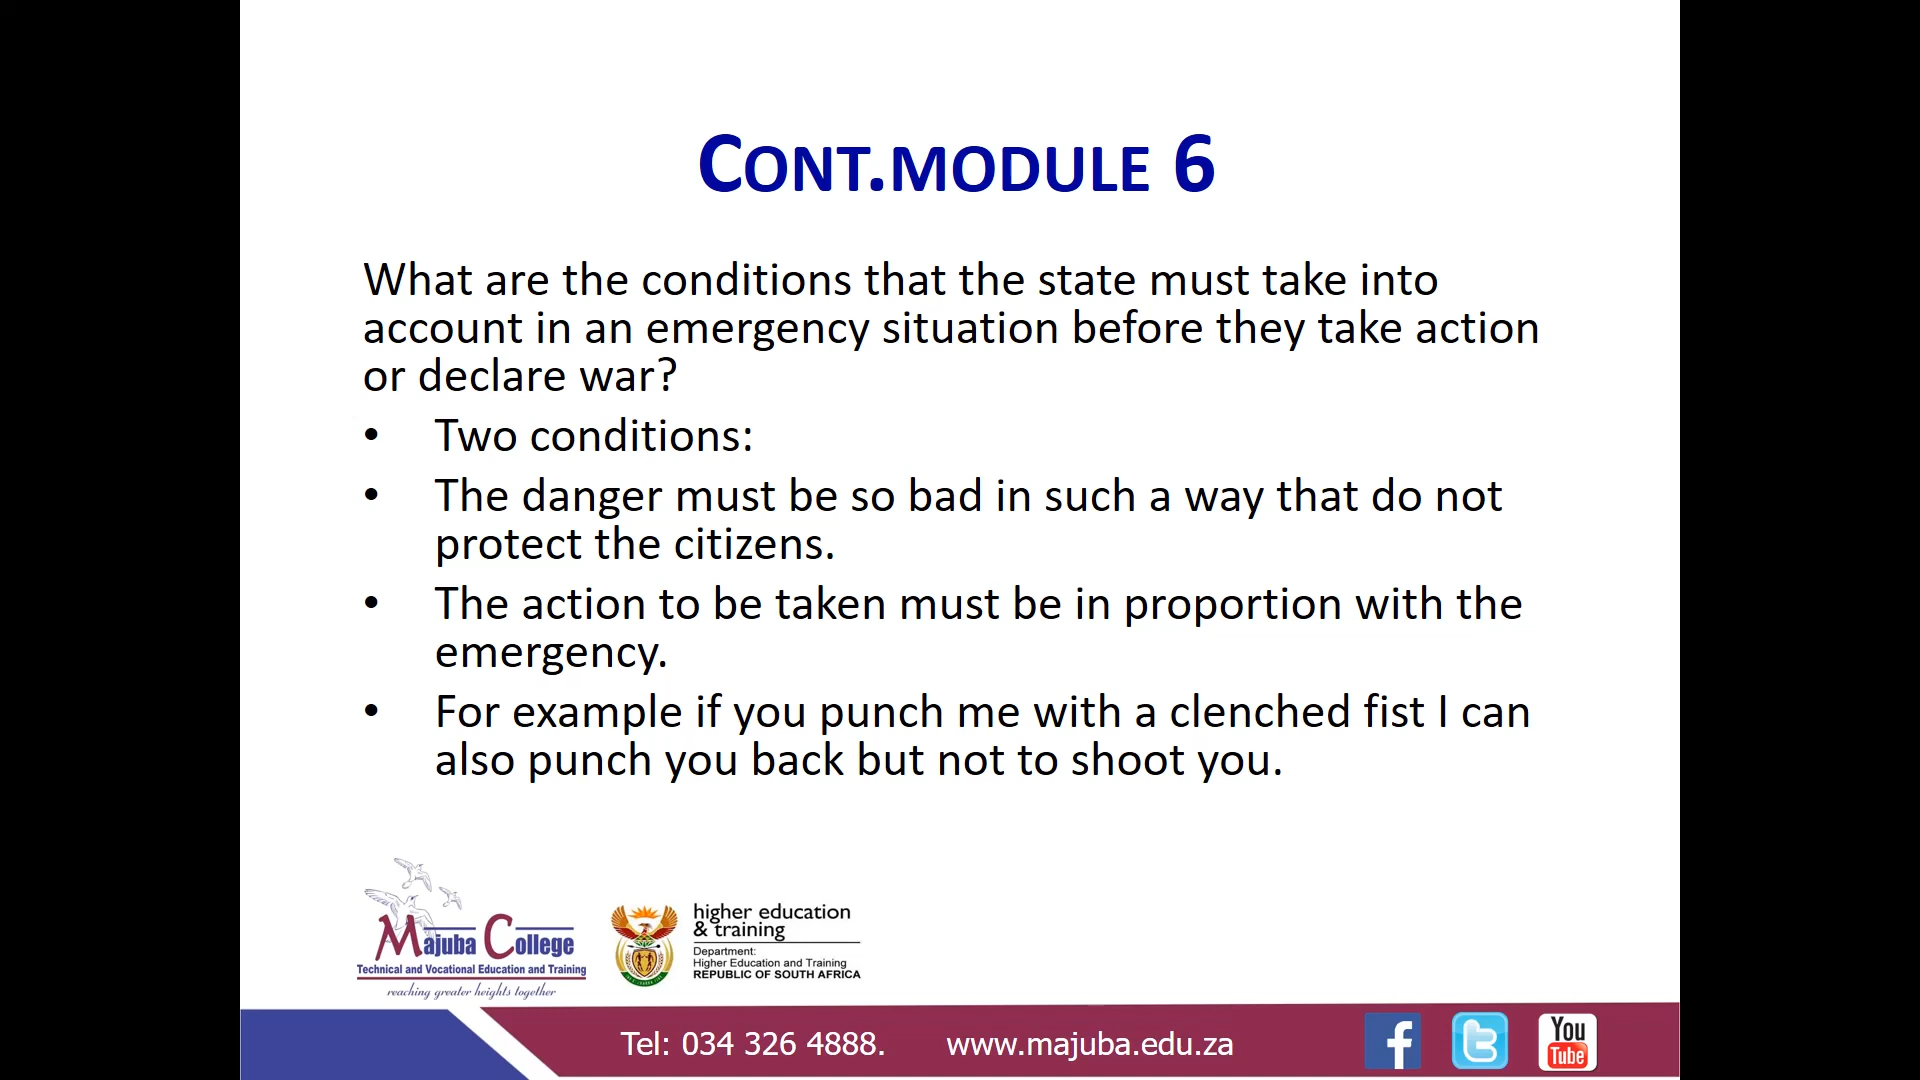 CONT.MODULE 6
What are the conditions that the state must take into
account in an emergency situation before they take action
or declare war?
• Two conditions:
• The danger must be so bad in such a way that do not
protect the citizens.
• The action to be taken must be in proportion with the
emergency.
• For example if you punch me with a clenched fist I can
also punch you back but not to shoot you.
Majuba College
Technical and Vocational Education and Training
reaching greater heights together
higher education
& training
Department:
Higher Education and Training
REPUBLIC OF SOUTH AFRICA
Tel: 034 326 4888. www.majuba.edu.za
You
Tube